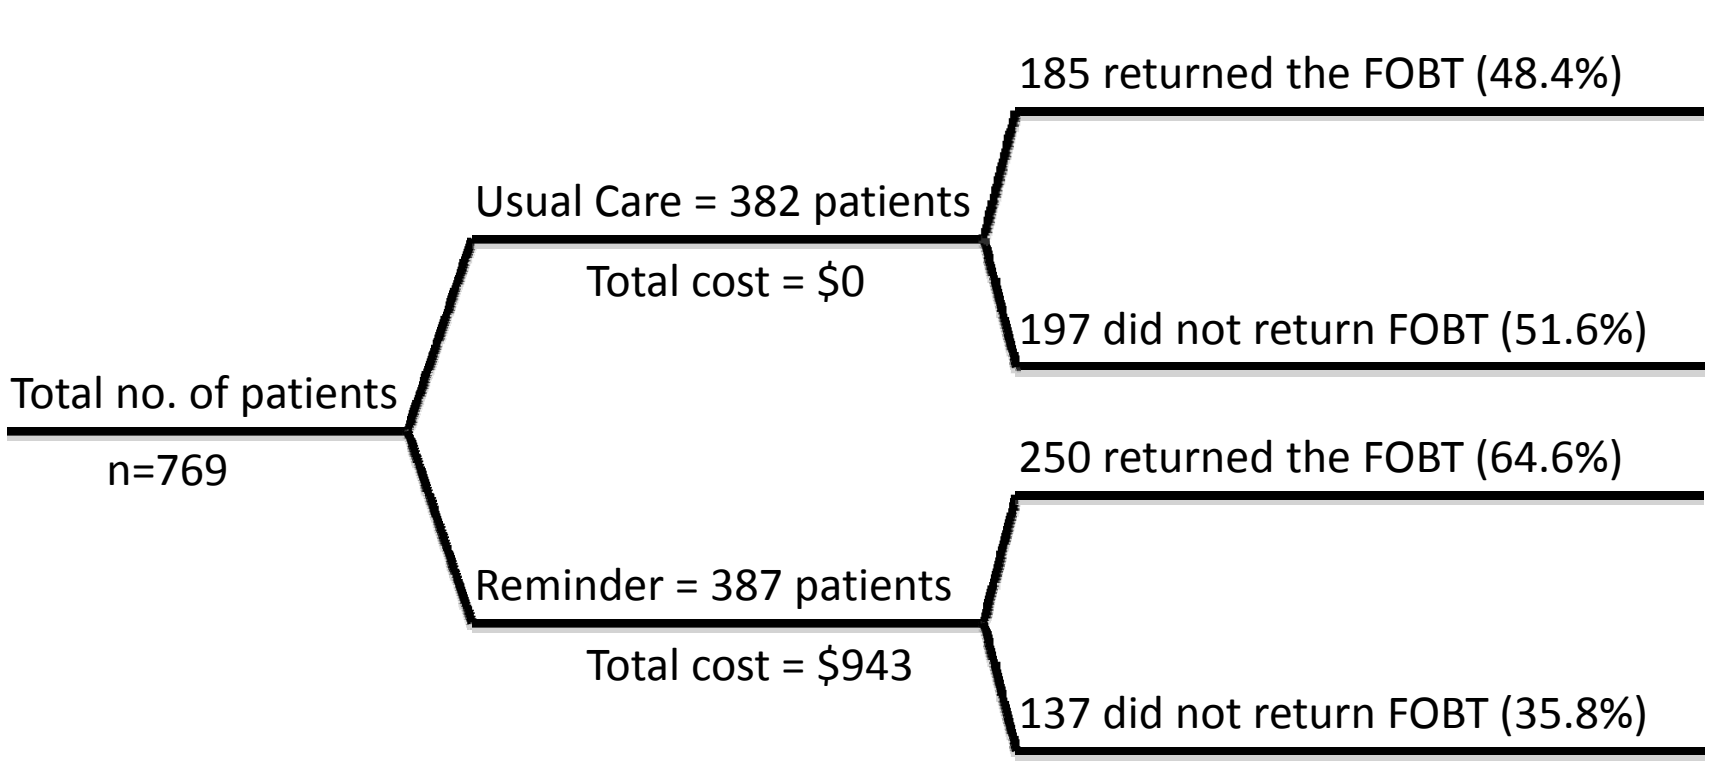 185 returned the FOBT (48.4%)
Usual Care = 382 patients
Total cost = $0
197 did not return FOBT (51.6%)
Total no. of patients
n=769
250 returned the FOBT (64.6%)
Reminder = 387 patients
Total cost = $943
137 did not return FOBT (35.8%)